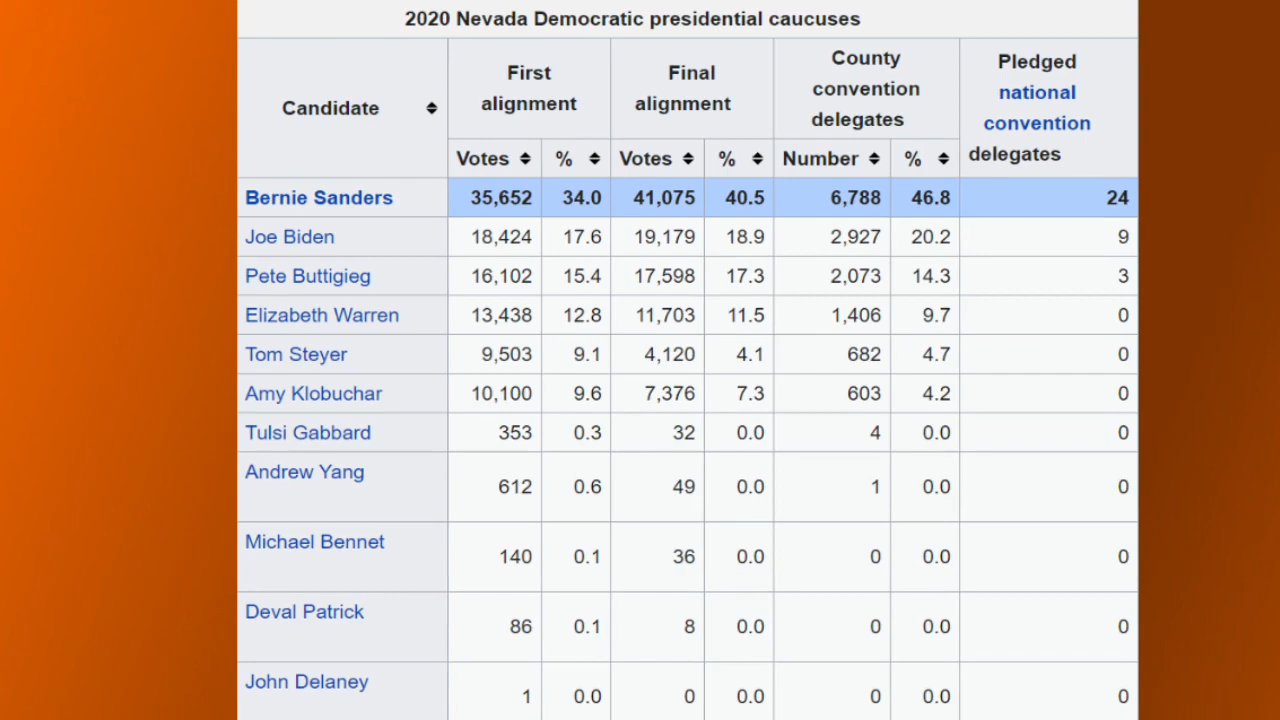 2020 Nevada Democratic presidential caucuses
Candidate
First
alignment
Final
alignment
County
convention
delegates
Pledged
national
convention
delegates
Votes % Votes % Number %
Bernie Sanders 35,652 34.0 41,075 40.5 6,788 46.8 24
Joe Biden 18,424 17.6 19,179 18.9 2,927 20.2 9
Pete Buttigieg 16,102 15.4 17,598 17.3 2,073 14.3 3
Elizabeth Warren 13,438 12.8 11,703 11.5 1,406 9.7 0
Tom Steyer 9,503 9.1 4,120 4.1 682 4.7 0
Amy Klobuchar 10,100 9.6 7,376 7.3 603 4.2 0
Tulsi Gabbard 353 0.3 32 0.0 4 0.0 0
Andrew Yang 612 0.6 49 0.0 1 0.0 0
Michael Bennet 140 0.1 36 0.0 0 0.0 0
Deval Patrick 86 0.1 8 0.0 0 0.0 0
John Delaney 1 0.0 0 0.0 0 0.0 0